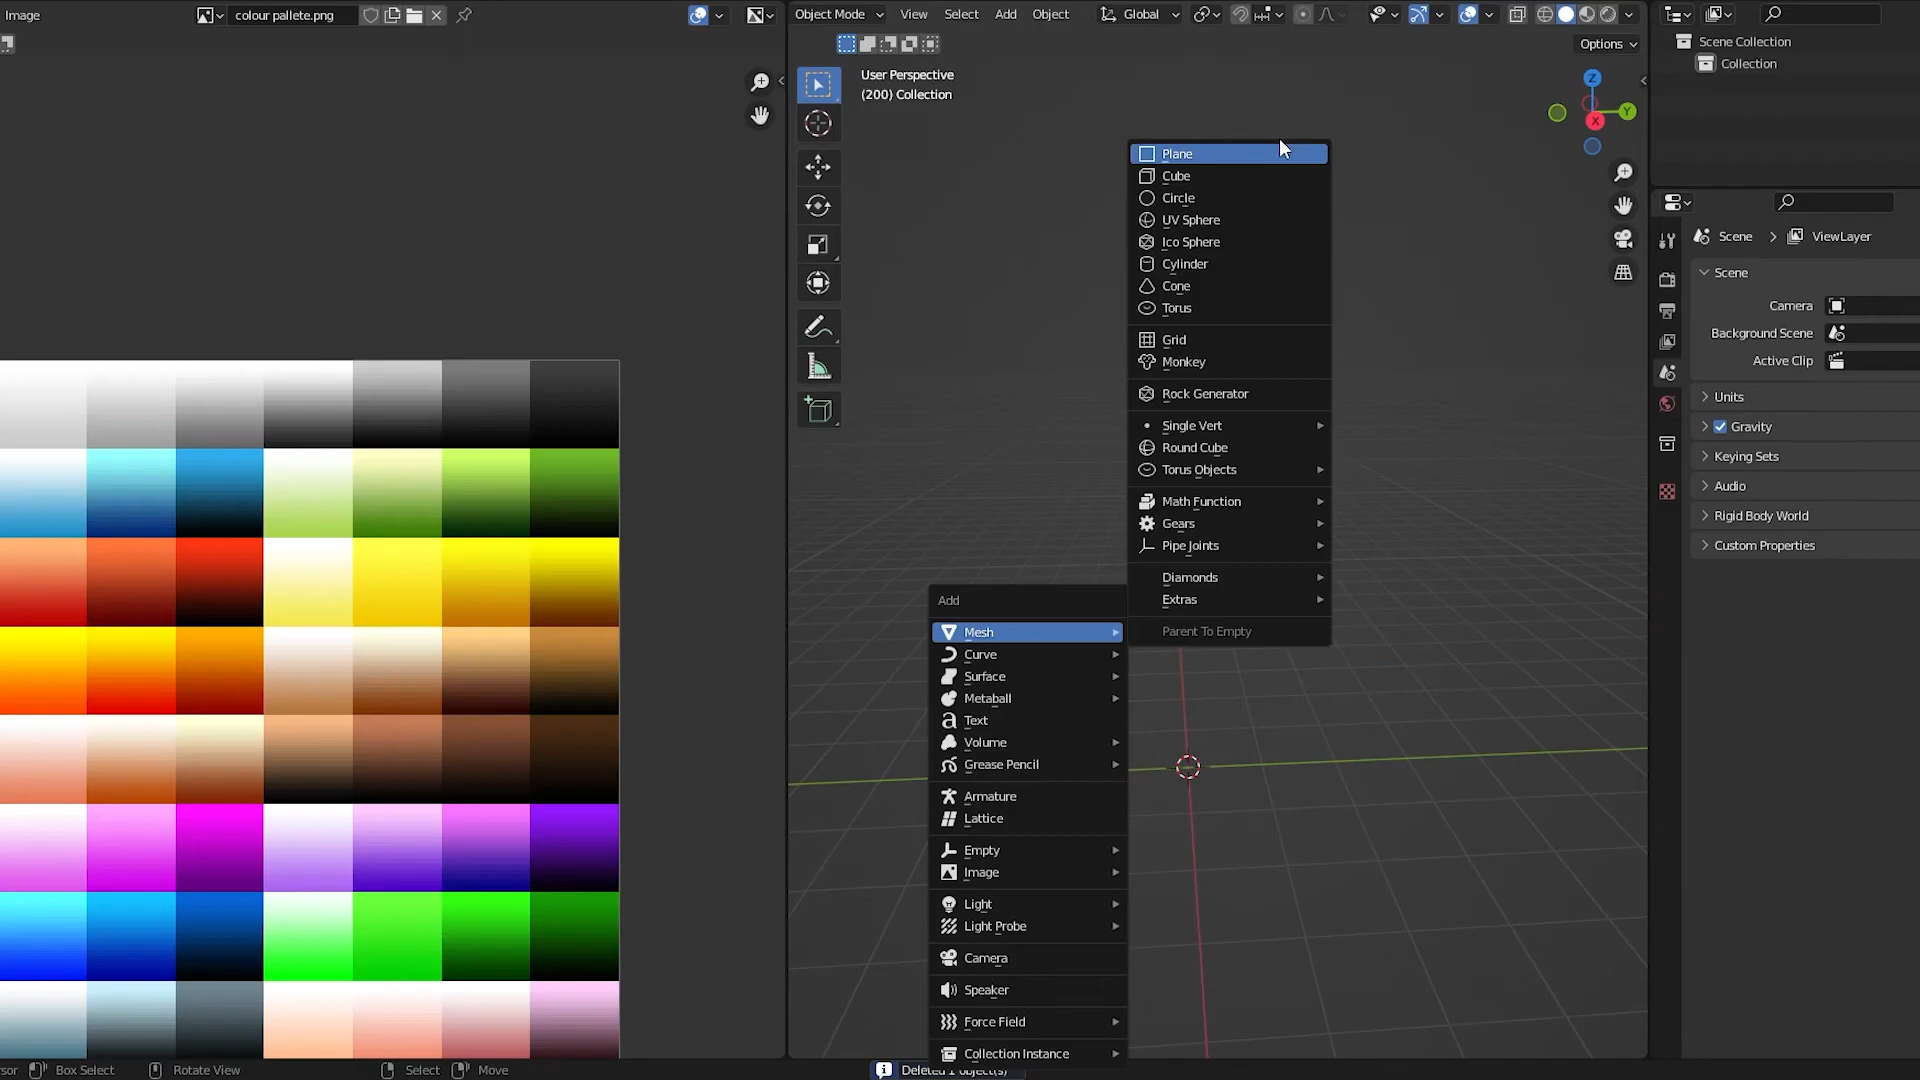 Image
colour pallete.png
Object Mode
View
Select
Add
Object
Global
Options
User Perspective
(200) Collection
Z
Y
X
Plane
Cube
Circle
UV Sphere
Ico Sphere
Cylinder
Cone
Torus
Grid
Monkey
Rock Generator
Single Vert
Round Cube
Torus Objects
Math Function
Gears
Pipe Joints
Diamonds
Extras
Parent To Empty
Add
Mesh
Curve
Surface
Metaball
Text
Volume
Grease Pencil
Armature
Lattice
Empty
Image
Light
Light Probe
Camera
Speaker
Force Field
Collection Instance
Scene Collection
Collection
Scene
ViewLayer
Scene
Camera
Background Scene
Active Clip
Units
Gravity
Keying Sets
Audio
Rigid Body World
Custom Properties
sor
Box Select
Rotate View
Select
Move
Deleted 1 object(s)